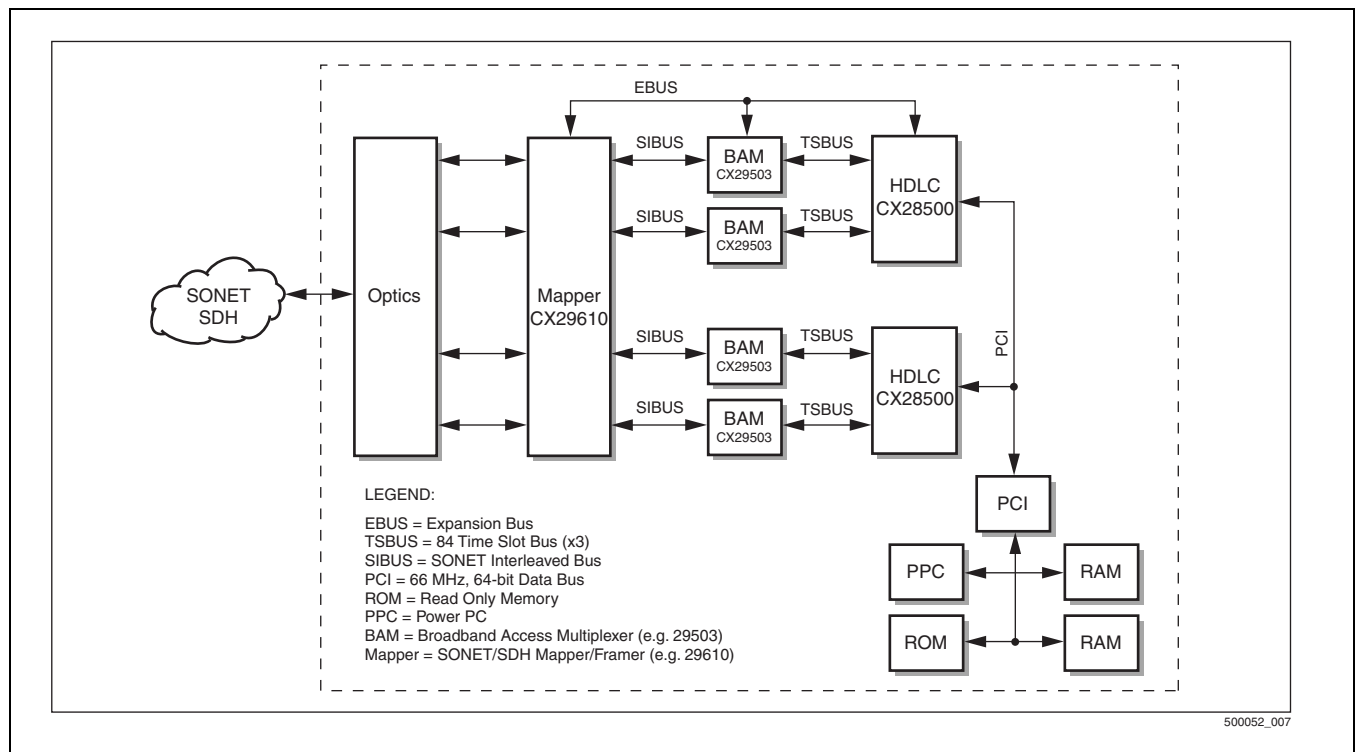 EBUS
SIBUS
BAM
CX29503
TSBUS
HDLC
CX28500
SIBUS
BAM
CX29503
TSBUS
SONET
SDH
Optics
Mapper
CX29610
SIBUS
BAM
CX29503
TSBUS
HDLC
CX28500
PCI
SIBUS
BAM
CX29503
TSBUS
LEGEND:
EBUS = Expansion Bus
TSBUS = 84 Time Slot Bus (x3)
SIBUS = SONET Interleaved Bus
PCI = 66 MHz, 64-bit Data Bus
ROM = Read Only Memory
PPC = Power PC
BAM = Broadband Access Multiplexer (e.g. 29503)
Mapper = SONET/SDH Mapper/Framer (e.g. 29610)
PCI
PPC
RAM
ROM
RAM
500052_007